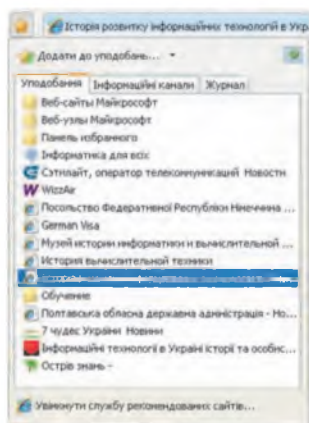 Історія розвитку інформаційних технологій в Укр
Додати до уподобань...
Уподобання Інформаційні канали Журнал
Веб-сайты Майкрософт
Веб-узлы Майкрософт
Панель избранного
Інформатика для всіх
Сэтилайт, оператор телекоммуникаций Новости
WizzAir
Посольство Федеративної Республіки Німеччина ...
German Visa
Музей истории информатики и вычислительной ...
История вычислительной техники
Обучение
Полтавська обласна державна адміністрація - Но...
7 чудес України Новини
Інформаційні технології в Україні історії та особис...
Острів знань -
Увімкнути службу рекомендованих сайтів...